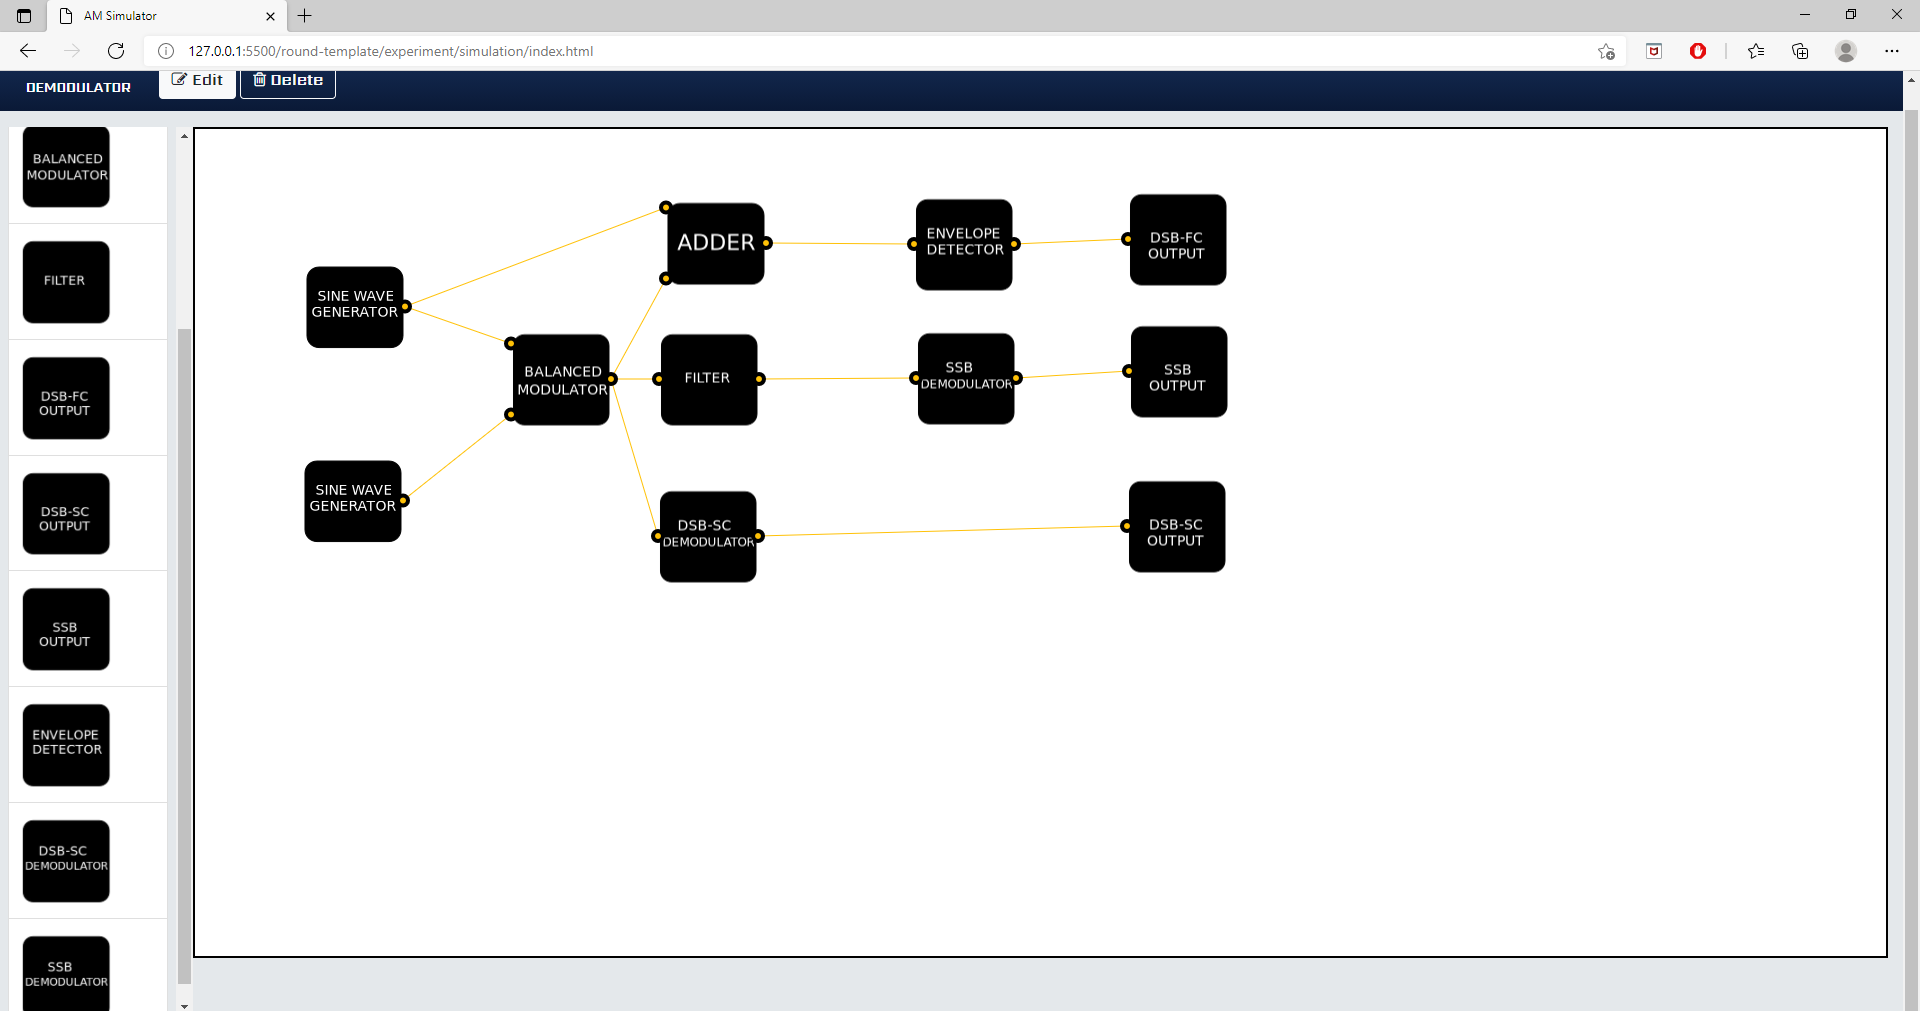 AM Simulator
127.0.0.1:5500/round-template/experiment/simulation/index.html
DEMODULATOR
Edit
Delete
BALANCED
MODULATOR
FILTER
DSB-FC
OUTPUT
DSB-SC
OUTPUT
SSB
OUTPUT
ENVELOPE
DETECTOR
DSB-SC
DEMODULATOR
SSB
DEMODULATOR
SINE WAVE
GENERATOR
SINE WAVE
GENERATOR
BALANCED
MODULATOR
ADDER
ENVELOPE
DETECTOR
DSB-FC
OUTPUT
FILTER
SSB
DEMODULATOR
SSB
OUTPUT
DSB-SC
DEMODULATOR
DSB-SC
OUTPUT